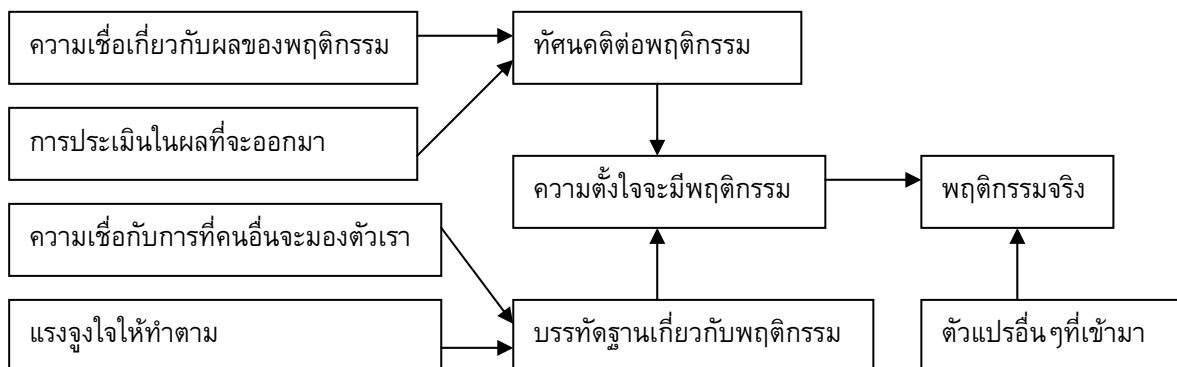 ความเชื่อเกี่ยวกับผลของพฤติกรรม
ทัศนคติต่อพฤติกรรม
การประเมินในผลที่จะออกมา
ความตั้งใจจะมีพฤติกรรม
พฤติกรรมจริง
ความเชื่อกับการที่คนอื่นจะมองตัวเรา
แรงจูงใจให้ทำตาม
บรรทัดฐานเกี่ยวกับพฤติกรรม
ตัวแปรอื่นๆที่เข้ามา